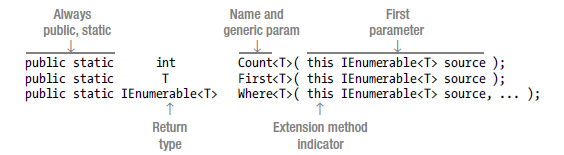 Always
public, static
Name and
generic param
First
parameter
public static int Count<T>( this IEnumerable<T> source );
public static T First<T>( this IEnumerable<T> source );
public static IEnumerable<T> Where<T>( this IEnumerable<T> source, ... );
Return
type
Extension method
indicator